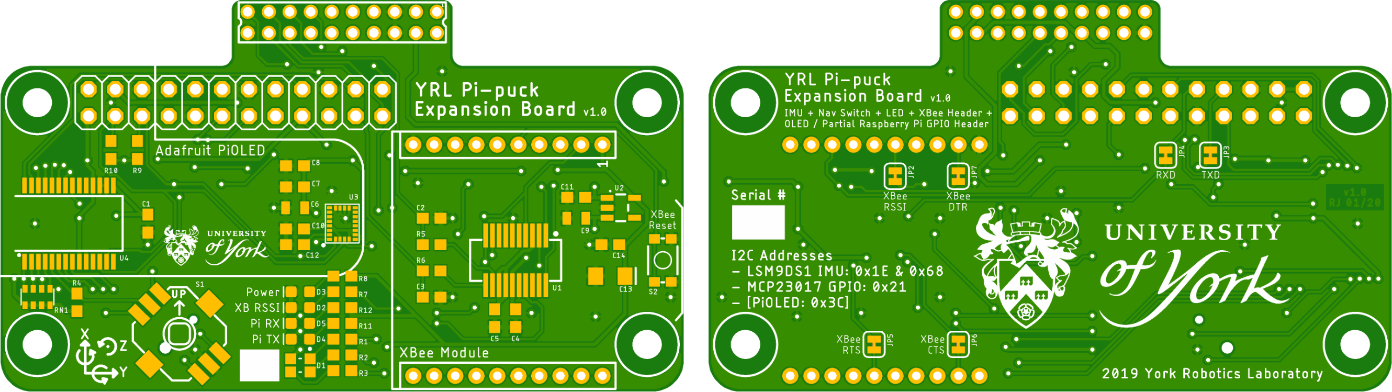 YRL Pi-puck
Expansion Board v1.0
Adafruit PiOLED
R10
R9
C8
C7
C6
C10
C12
U3
C1
U4
UNIVERSITY
of York
1
C11
U2
C9
C2
R5
R6
C3
XBee
Reset
C14
C13
S2
U1
C5
C4
R4
RN1
S1
UP
X
Z
Y
Power
XB RSSI
Pi RX
Pi TX
D3
D2
D5
D4
D1
R8
R7
R12
R11
R1
R2
R3
XBee Module
YRL Pi-puck
Expansion Board v1.0
IMU + Nav Switch + LED + XBee Header +
OLED / Partial Raspberry Pi GPIO Header
JP2
XBee
RSSI
JP7
XBee
DTR
JP4
RXD
JP3
TXD
Serial #
v1.0
RJ 01/20
I2C Addresses
- LSM9DS1 IMU: 0x1E & 0x68
- MCP23017 GPIO: 0x21
- [PiOLED: 0x3C]
UNIVERSITY
of York
XBee
RTS
JP5
XBee
CTS
JP6
2019 York Robotics Laboratory